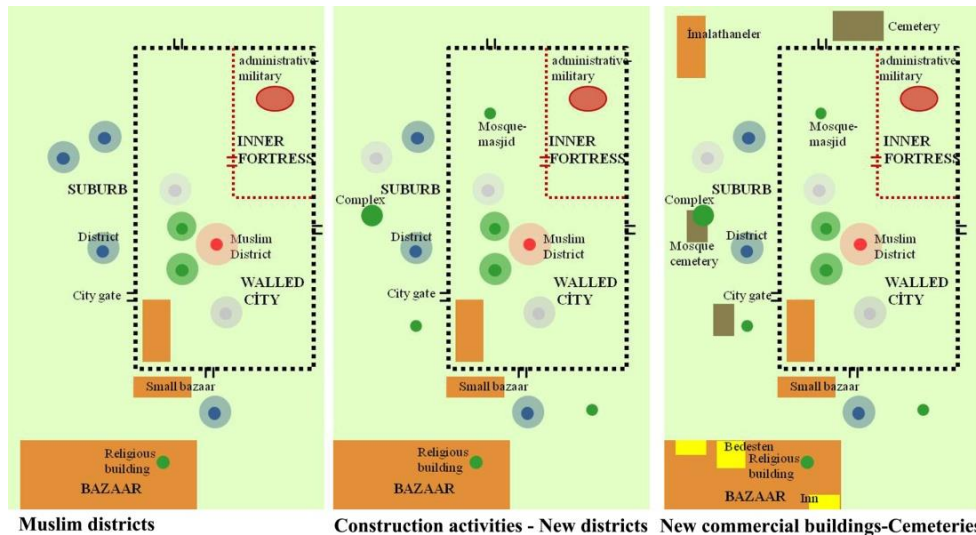 administrative-
military
INNER
FORTRESS
SUBURB
District
Muslim
District
WALLED
CİTY
City gate
Small bazaar
Religious
building
BAZAAR
Muslim districts
administrative-
military
Mosque-
masjid
INNER
FORTRESS
SUBURB
Complex
District
Muslim
District
WALLED
CİTY
City gate
Small bazaar
Religious
building
BAZAAR
Construction activities - New districts
İmalathaneler
Cemetery
administrative-
military
Mosque-
masjid
INNER
FORTRESS
SUBURB
Complex
District
Mosque
cemetery
Muslim
District
WALLED
CİTY
City gate
Small bazaar
Bedesten
Religious
building
BAZAAR
Inn
New commercial buildings-Cemeteries